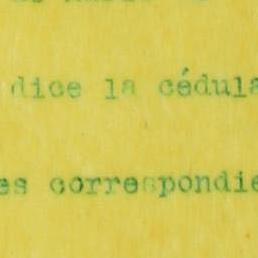 dice la cédula
es correspondie